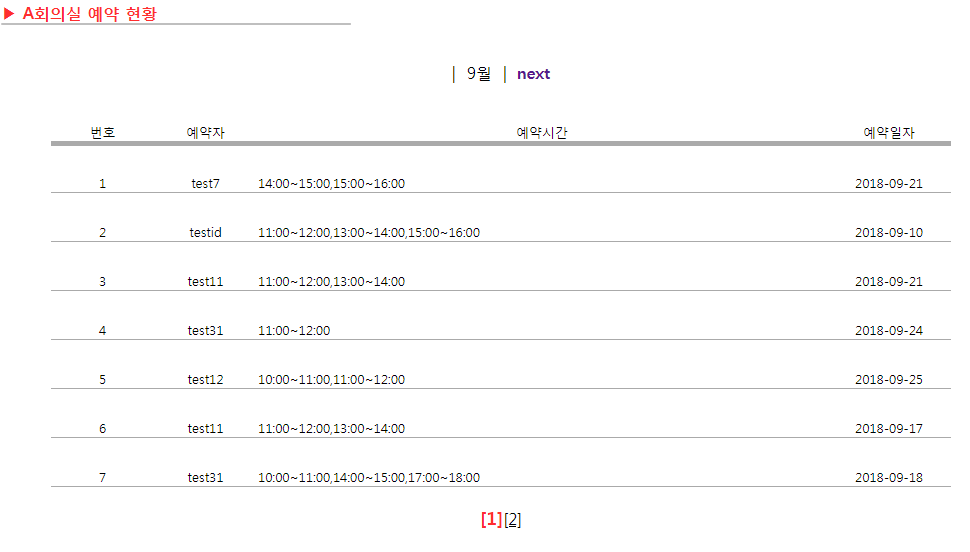 ▶ A회의실 예약 현황
| 9월 | next
번호 예약자 예약시간 예약일자
1 test7 14:00~15:00,15:00~16:00 2018-09-21
2 testid 11:00~12:00,13:00~14:00,15:00~16:00 2018-09-10
3 test11 11:00~12:00,13:00~14:00 2018-09-21
4 test31 11:00~12:00 2018-09-24
5 test12 10:00~11:00,11:00~12:00 2018-09-25
6 test11 11:00~12:00,13:00~14:00 2018-09-17
7 test31 10:00~11:00,14:00~15:00,17:00~18:00 2018-09-18
[1][2]